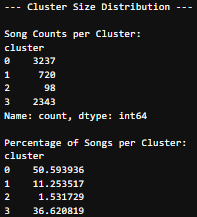 --- Cluster Size Distribution ---
Song Counts per Cluster:
cluster
0    3237
1     720
2      98
3    2343
Name: count, dtype: int64
Percentage of Songs per Cluster:
cluster
0    50.593936
1    11.253517
2     1.531729
3    36.620819